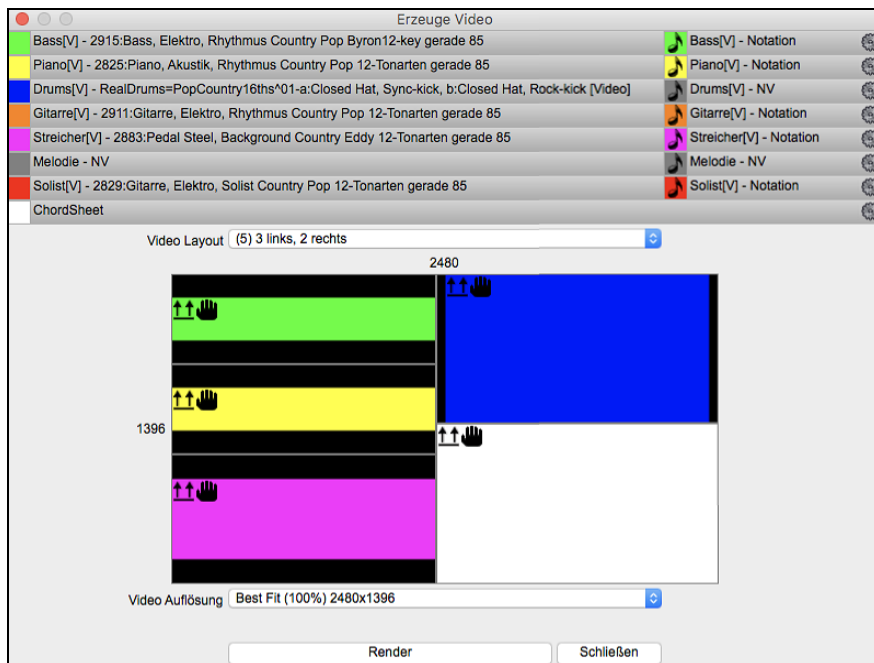 Erzeuge Video
Bass[V] - 2915:Bass, Elektro, Rhythmus Country Pop Byron12-key gerade 85 Bass[V] - Notation
Piano[V] - 2825:Piano, Akustik, Rhythmus Country Pop 12-Tonarten gerade 85 Piano[V] - Notation
Drums[V] - RealDrums=PopCountry16ths^01-a:Closed Hat, Sync-kick, b:Closed Hat, Rock-kick [Video] Drums[V] - NV
Gitarre[V] - 2911:Gitarre, Elektro, Rhythmus Country Pop 12-Tonarten gerade 85 Gitarre[V] - Notation
Streicher[V] - 2883:Pedal Steel, Background Country Eddy 12-Tonarten gerade 85 Streicher[V] - Notation
Melodie - NV Melodie - NV
Solist[V] - 2829:Gitarre, Elektro, Solist Country Pop 12-Tonarten gerade 85 Solist[V] - Notation
ChordSheet
Video Layout (5) 3 links, 2 rechts
2480
1396
Video Auflösung Best Fit (100%) 2480x1396
Render Schließen